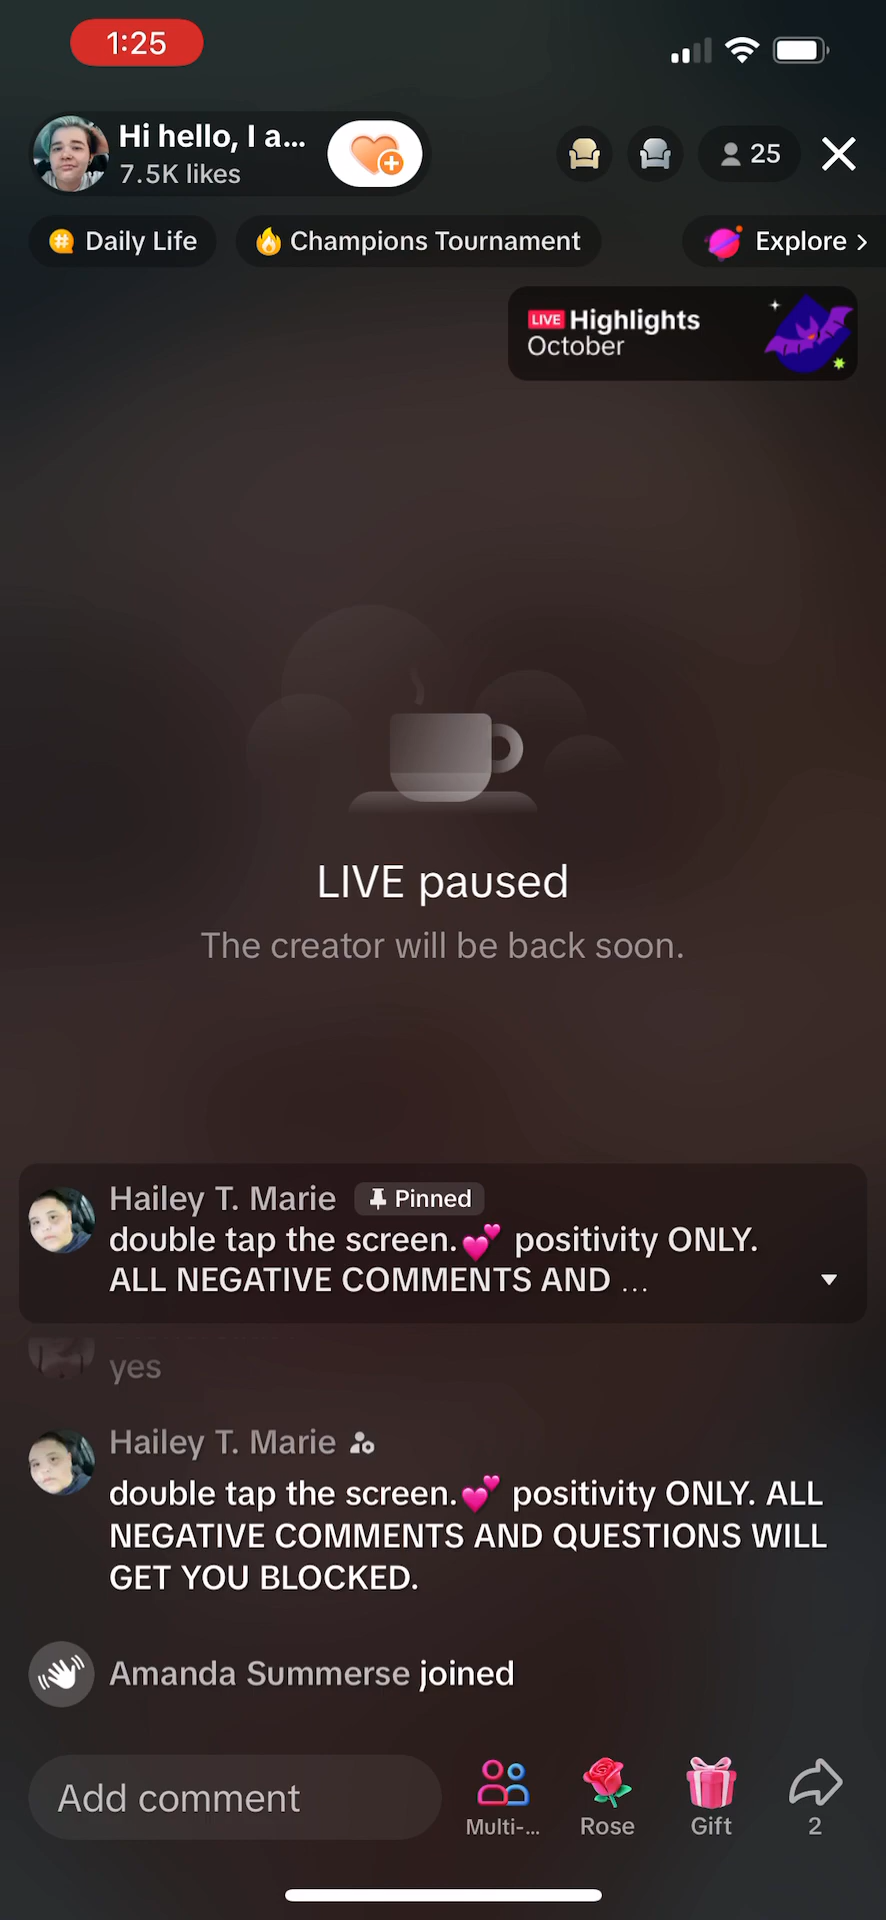 1:25
Hi hello, I a...
7.5K likes
25
Daily Life
Champions Tournament
Explore >
LIVE Highlights
October
LIVE paused
The creator will be back soon.
Hailey T. Marie Pinned
double tap the screen.💕 positivity ONLY.
ALL NEGATIVE COMMENTS AND ...
yes
Hailey T. Marie
double tap the screen.💕 positivity ONLY. ALL
NEGATIVE COMMENTS AND QUESTIONS WILL
GET YOU BLOCKED.
Amanda Summerse joined
Add comment
Multi-...
Rose
Gift
2